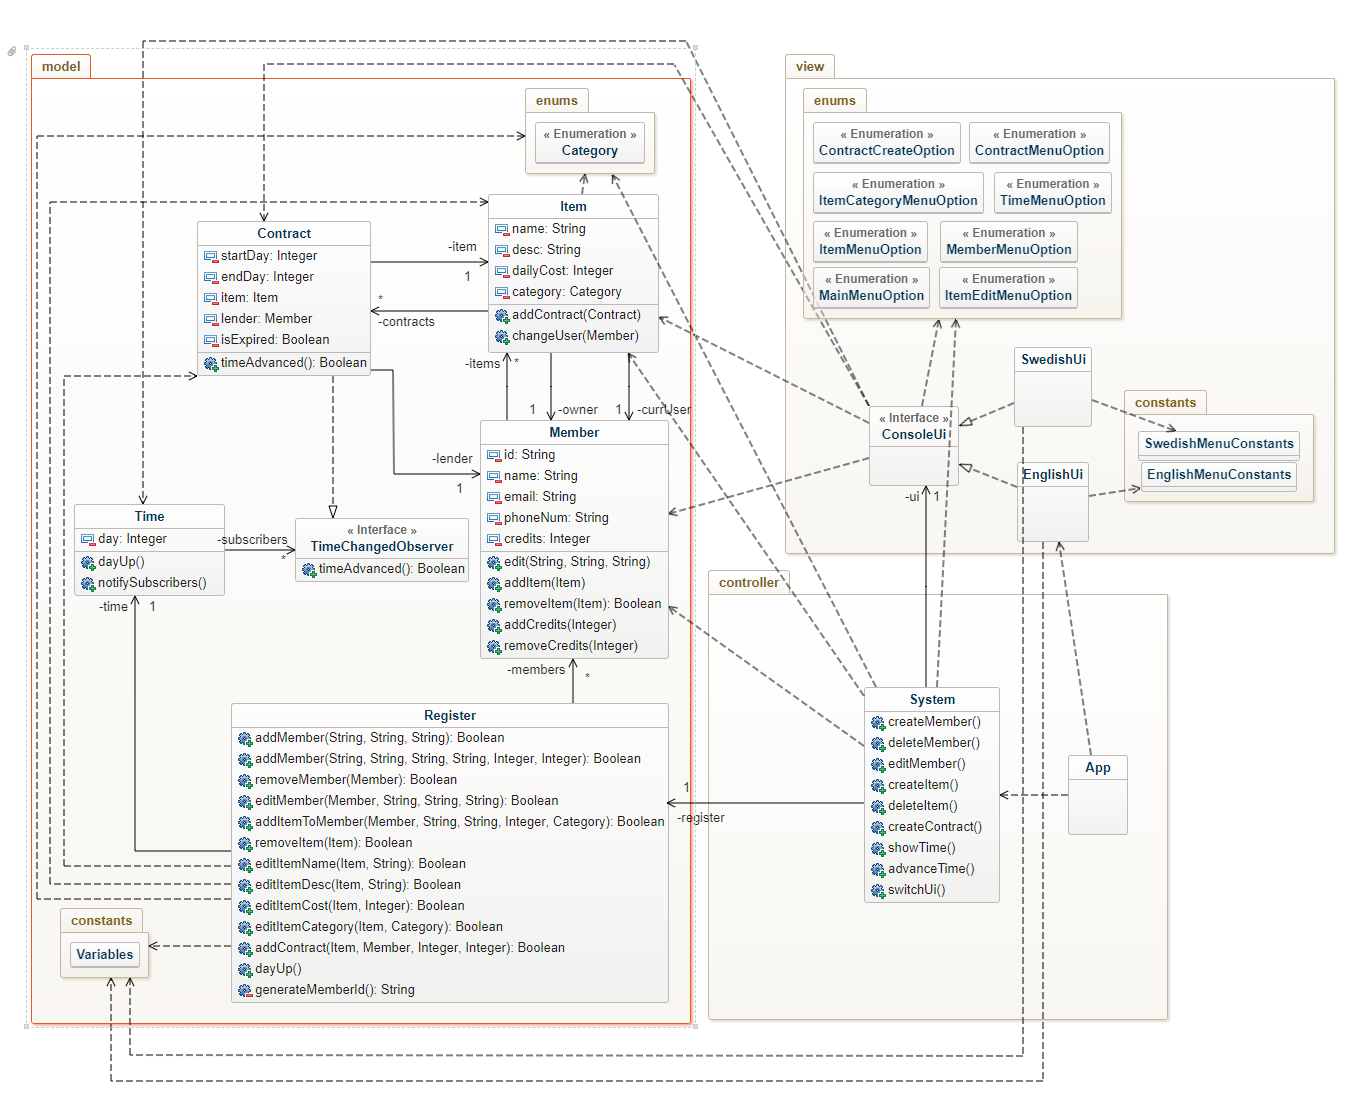 model
enums
« Enumeration »
Category
Contract
startDay: Integer
endDay: Integer
item: Item
lender: Member
isExpired: Boolean
timeAdvanced(): Boolean
-item
1
*
-contracts
Item
name: String
desc: String
dailyCost: Integer
category: Category
addContract(Contract)
changeUser(Member)
-items
*
1
-owner
1
-currUser
-lender
1
Member
id: String
name: String
email: String
phoneNum: String
credits: Integer
edit(String, String, String)
addItem(Item)
removeItem(Item): Boolean
addCredits(Integer)
removeCredits(Integer)
Time
day: Integer
dayUp()
notifySubscribers()
-subscribers
*
« Interface »
TimeChangedObserver
timeAdvanced(): Boolean
-time
1
-members
*
Register
addMember(String, String, String): Boolean
addMember(String, String, String, String, Integer, Integer): Boolean
removeMember(Member): Boolean
editMember(Member, String, String, String): Boolean
addItemToMember(Member, String, String, Integer, Category): Boolean
removeItem(Item): Boolean
editItemName(Item, String): Boolean
editItemDesc(Item, String): Boolean
editItemCost(Item, Integer): Boolean
editItemCategory(Item, Category): Boolean
addContract(Item, Member, Integer, Integer): Boolean
dayUp()
generateMemberId(): String
constants
Variables
view
enums
« Enumeration »
ContractCreateOption
« Enumeration »
ContractMenuOption
« Enumeration »
ItemCategoryMenuOption
« Enumeration »
TimeMenuOption
« Enumeration »
ItemMenuOption
« Enumeration »
MemberMenuOption
« Enumeration »
MainMenuOption
« Enumeration »
ItemEditMenuOption
SwedishUi
« Interface »
ConsoleUi
EnglishUi
constants
SwedishMenuConstants
EnglishMenuConstants
-ui
1
controller
System
createMember()
deleteMember()
editMember()
createItem()
deleteItem()
createContract()
showTime()
advanceTime()
switchUi()
App
1
-register